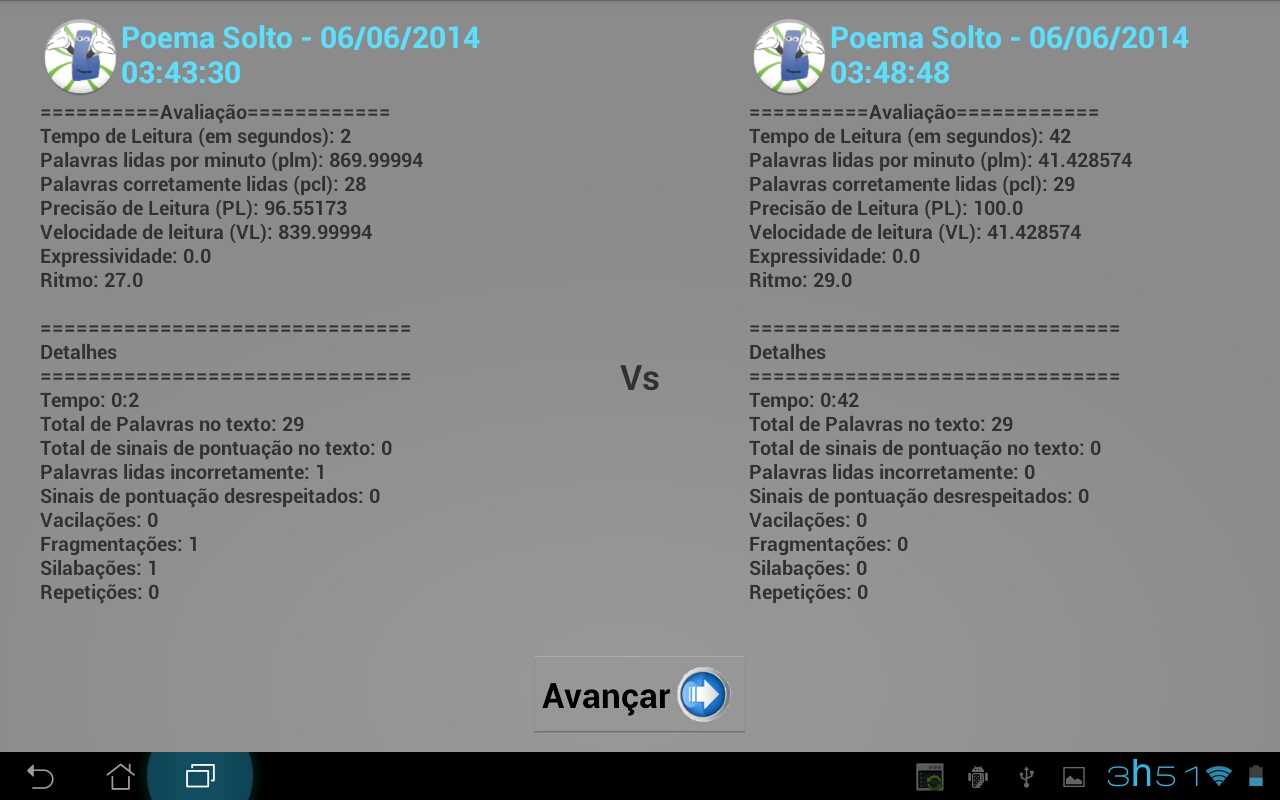 Poema Solto - 06/06/2014
03:43:30
==========Avaliação============
Tempo de Leitura (em segundos): 2
Palavras lidas por minuto (plm): 869.99994
Palavras corretamente lidas (pcl): 28
Precisão de Leitura (PL): 96.55173
Velocidade de leitura (VL): 839.99994
Expressividade: 0.0
Ritmo: 27.0
===============================
Detalhes
===============================
Tempo: 0:2
Total de Palavras no texto: 29
Total de sinais de pontuação no texto: 0
Palavras lidas incorretamente: 1
Sinais de pontuação desrespeitados: 0
Vacilações: 0
Fragmentações: 1
Silabações: 1
Repetições: 0
Vs
Poema Solto - 06/06/2014
03:48:48
==========Avaliação============
Tempo de Leitura (em segundos): 42
Palavras lidas por minuto (plm): 41.428574
Palavras corretamente lidas (pcl): 29
Precisão de Leitura (PL): 100.0
Velocidade de leitura (VL): 41.428574
Expressividade: 0.0
Ritmo: 29.0
===============================
Detalhes
===============================
Tempo: 0:42
Total de Palavras no texto: 29
Total de sinais de pontuação no texto: 0
Palavras lidas incorretamente: 0
Sinais de pontuação desrespeitados: 0
Vacilações: 0
Fragmentações: 0
Silabações: 0
Repetições: 0
Avançar
3h51